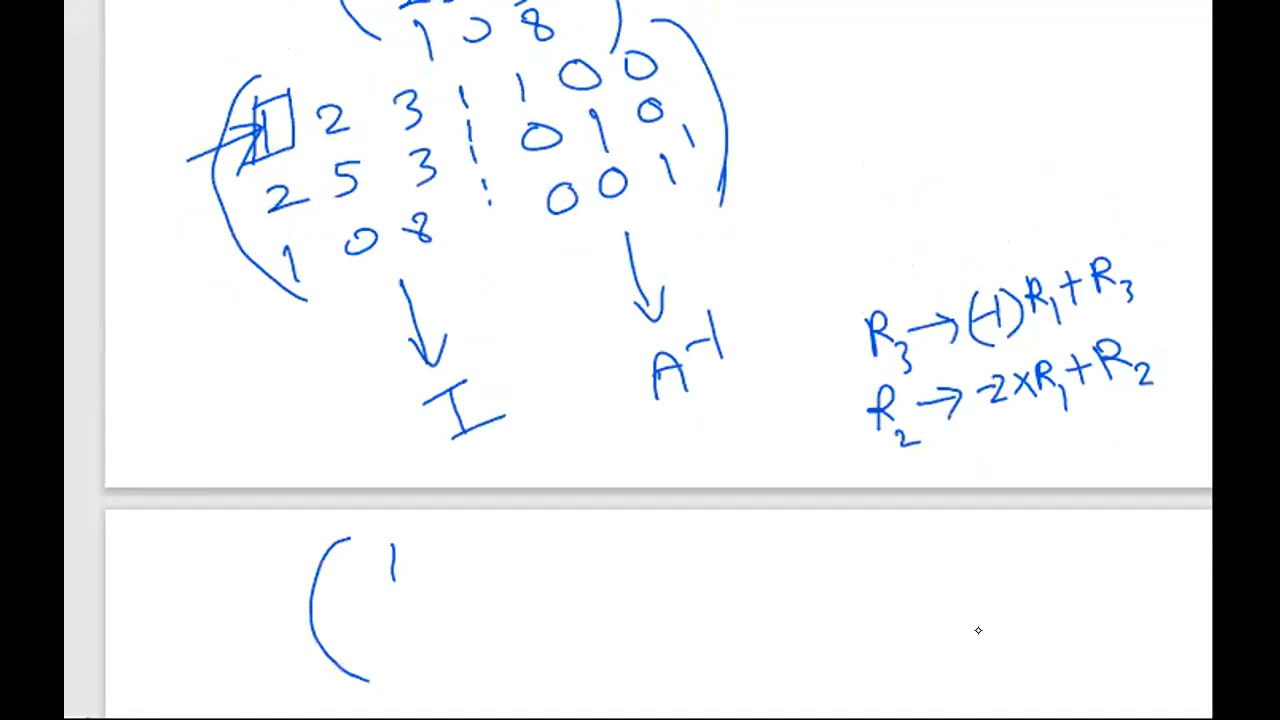 1 0 8
1 2 3 ¦ 1 0 0
2 5 3 ¦ 0 1 0
1 0 8 ¦ 0 0 1
I
A⁻¹
R₃ → (-1)R₁ + R₃
R₂ → -2×R₁ + R₂
( 1